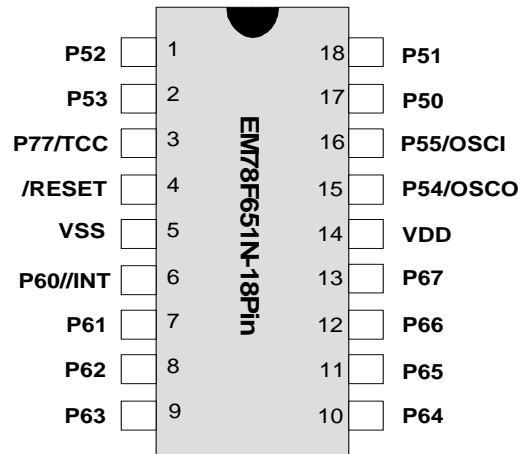 P52 1 18 P51
P53 2 17 P50
P77/TCC 3 16 P55/OSCI
/RESET 4 15 P54/OSCO
VSS 5 14 VDD
P60//INT 6 13 P67
P61 7 12 P66
P62 8 11 P65
P63 9 10 P64
EM78F651N-18Pin